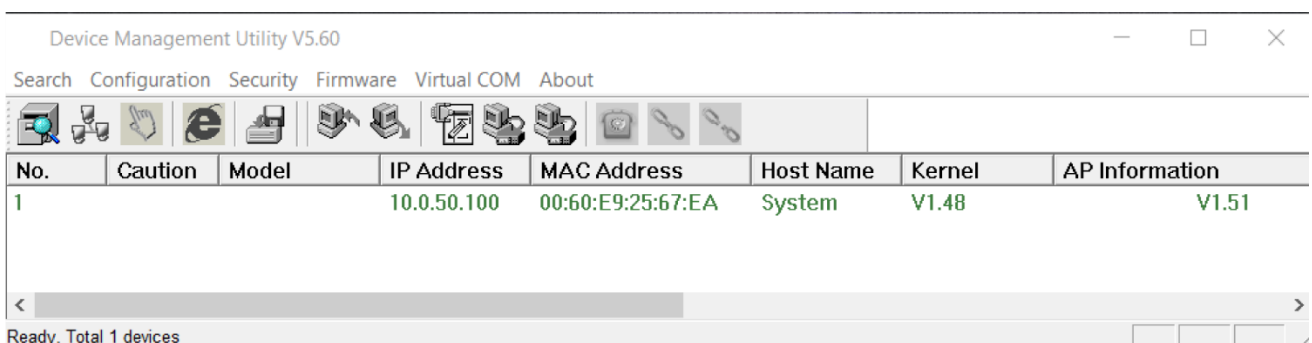 Device Management Utility V5.60
Search Configuration Security Firmware Virtual COM About
No. Caution Model IP Address MAC Address Host Name Kernel AP Information
1 10.0.50.100 00:60:E9:25:67:EA System V1.48 V1.51
Ready. Total 1 devices